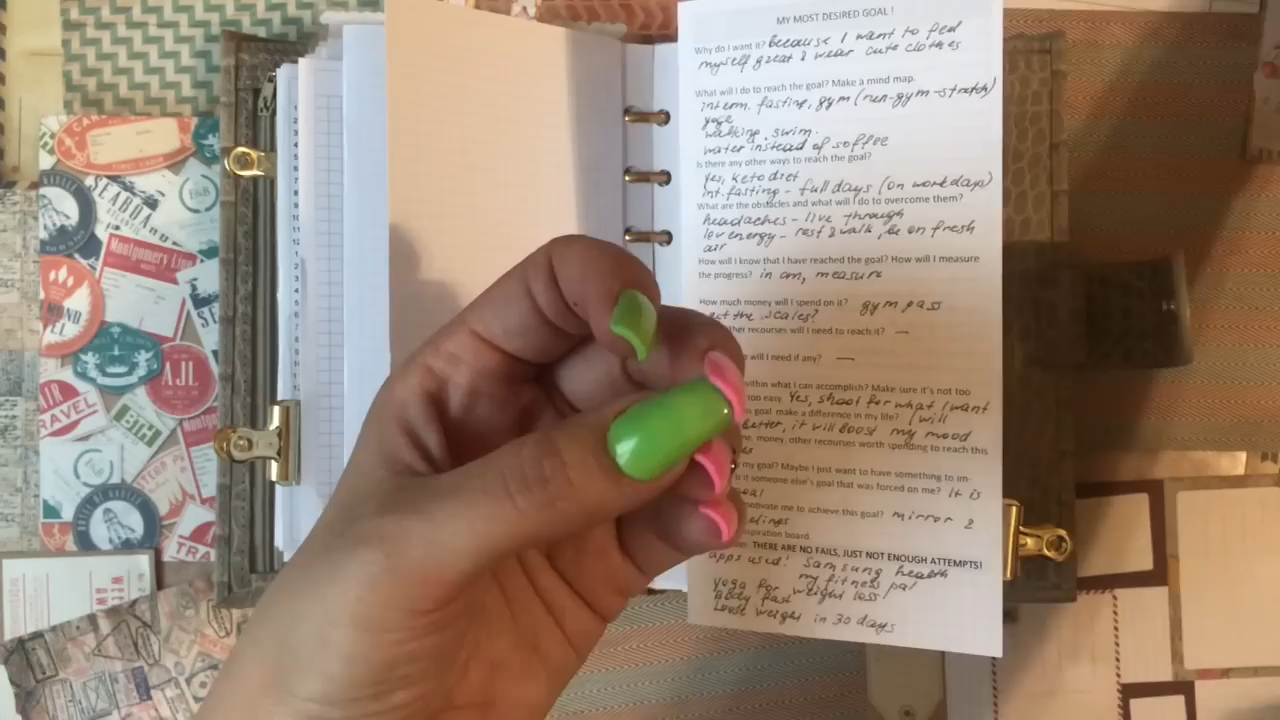 MY MOST DESIRED GOAL !
Why do I want it? because I want to feel
myself great & wear cute clothes
What will I do to reach the goal? Make a mind map.
interm. fasting, gym (run-gym-stretch)
yoga
walking, swim.
water instead of coffee
Is there any other ways to reach the goal?
Yes, keto diet
int. fasting - full days (on workdays)
What are the obstacles and what will I do to overcome them?
headaches - live through
low energy - rest & walk, be on fresh
air
How will I know that I have reached the goal? How will I measure
the progress? in cm, measure
How much money will I spend on it? gym pass
the scales?
recourses will I need to reach it? —
will I need if any? —
within what I can accomplish? Make sure it's not too
too easy. Yes, shoot for what I want
goal make a difference in my life? I will
better, it will boost my mood
money, other recourses worth spending to reach this
my goal? Maybe I just want to have something to im-
is it someone else's goal that was forced on me? It is
motivate me to achieve this goal? mirror &
feelings
inspiration board.
THERE ARE NO FAILS, JUST NOT ENOUGH ATTEMPTS!
apps used: Samsung health
my fitness pal
Yoga for weight loss
Body fast
Loose weight in 30 days
SEABOA
Montgomery
AJL
BTH
TRAVEL
TRA